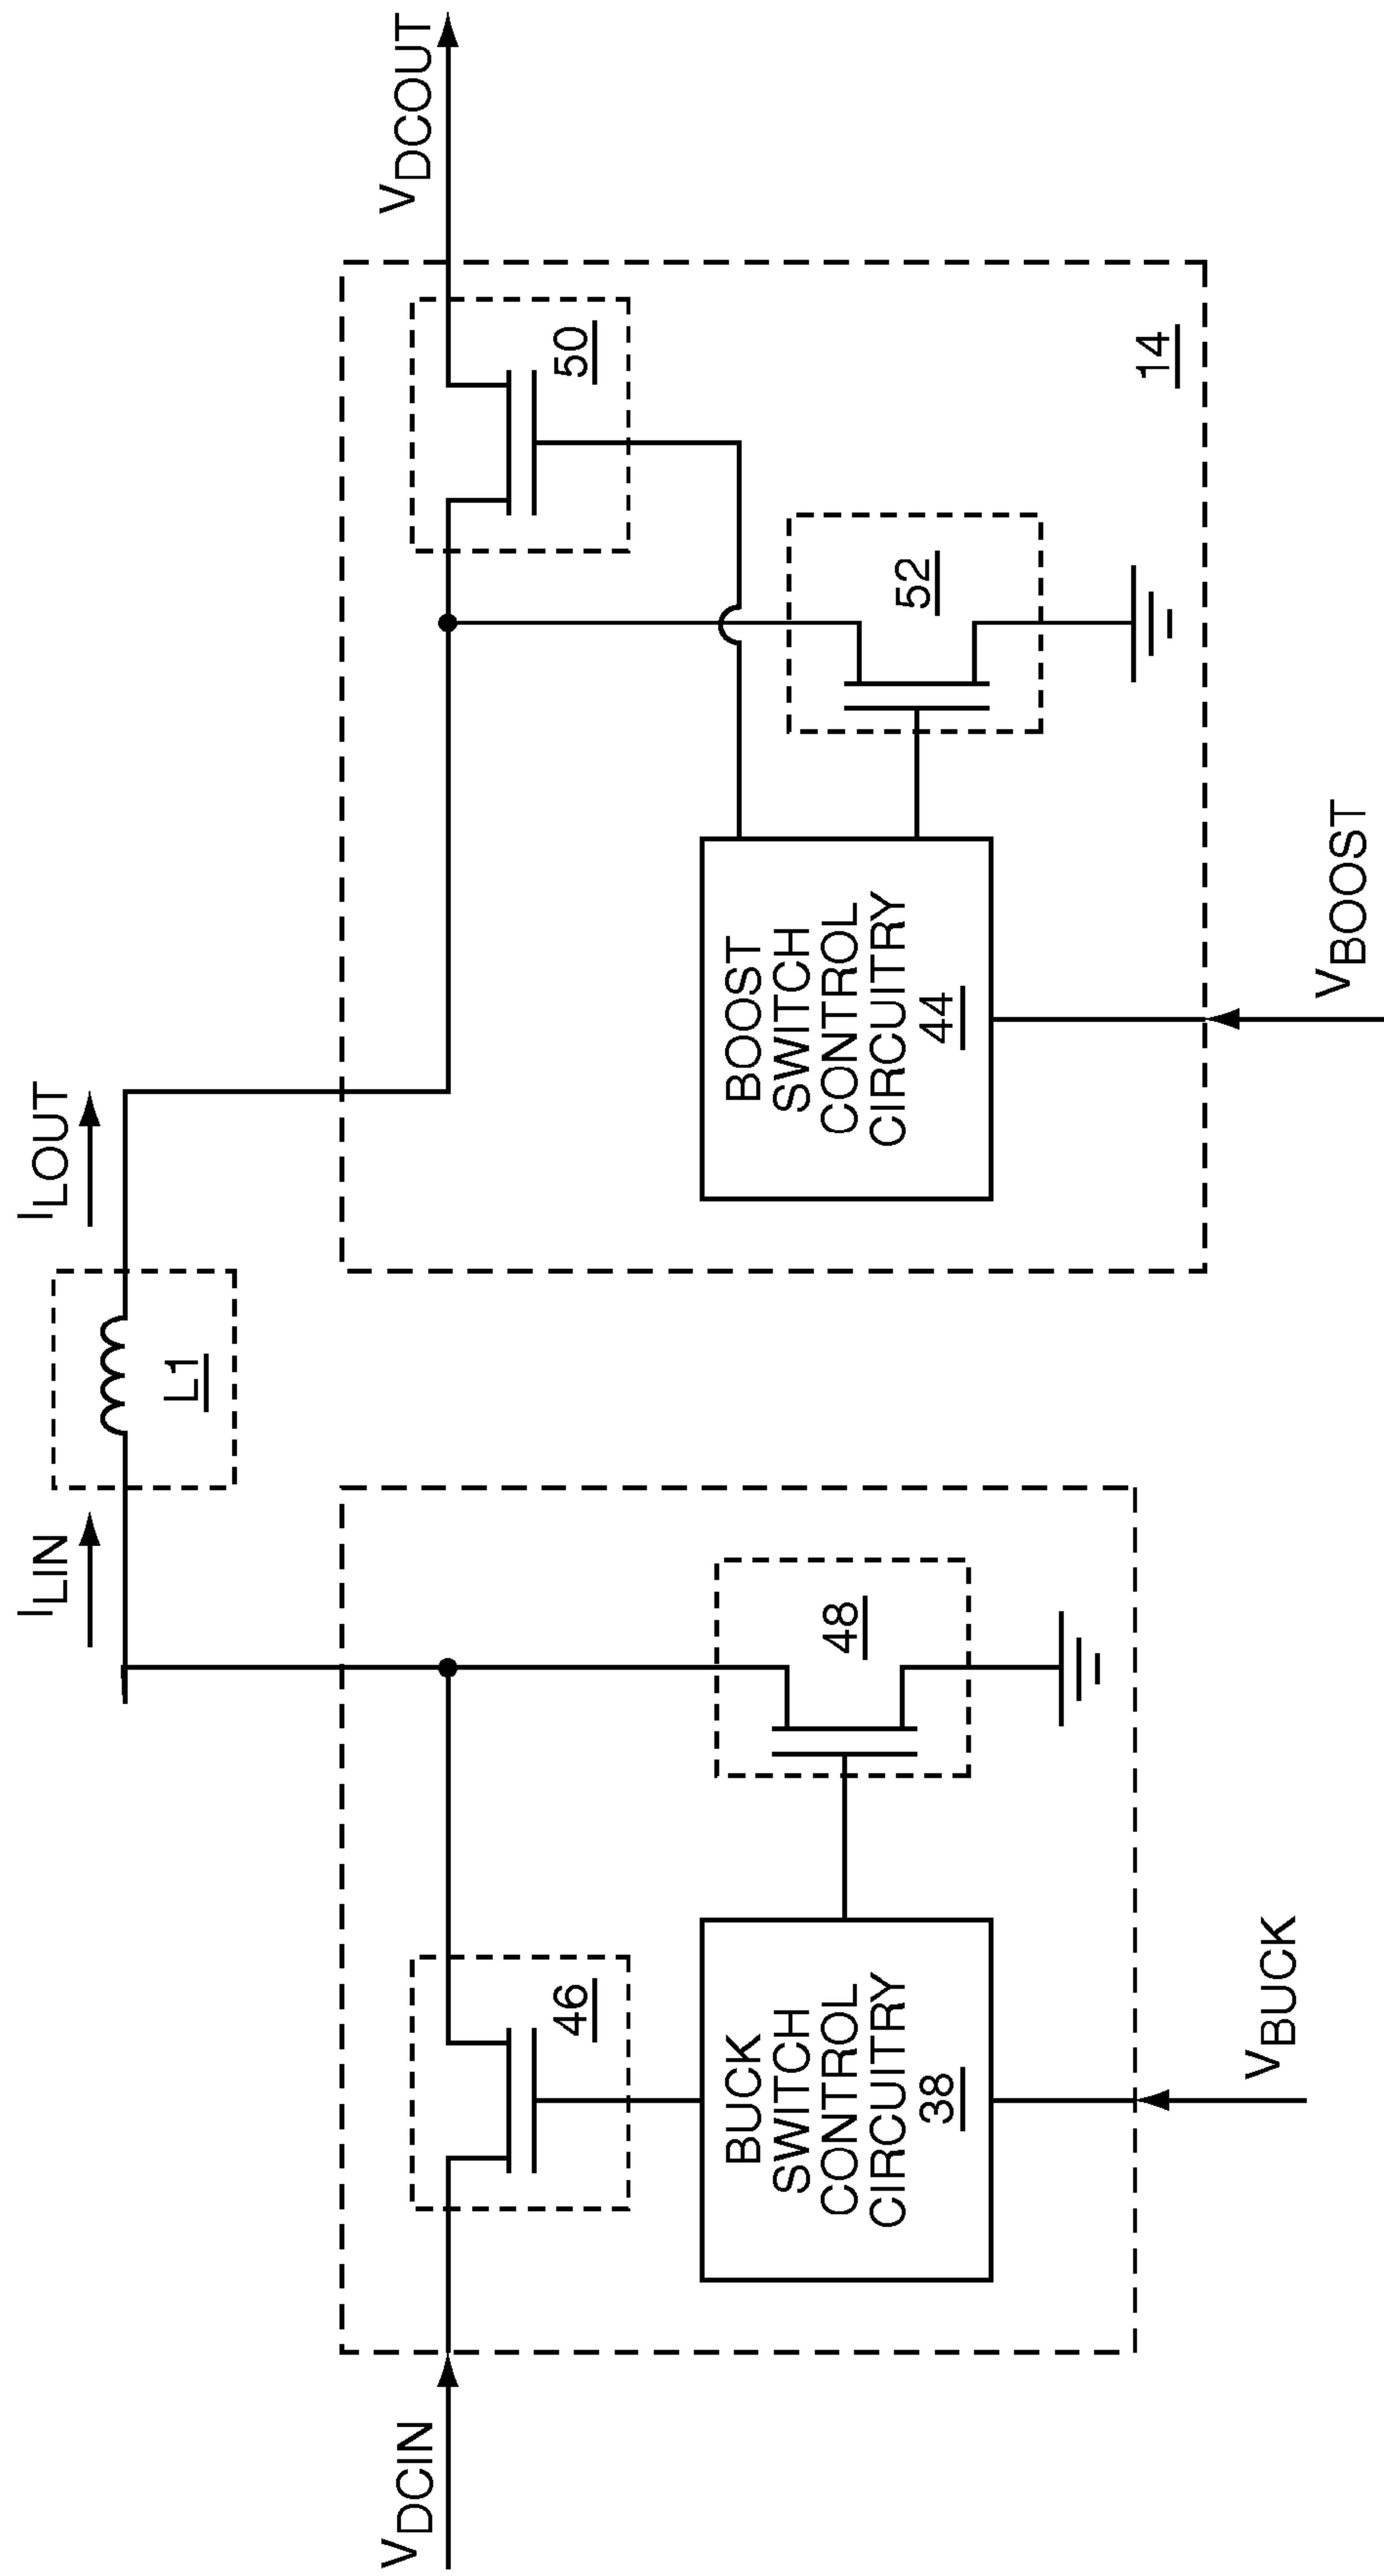 ILIN
ILOUT
L1
VDCIN
VDCOUT
46
50
48
52
BUCK
SWITCH
CONTROL
CIRCUITRY
38
BOOST
SWITCH
CONTROL
CIRCUITRY
44
14
VBUCK
VBOOST